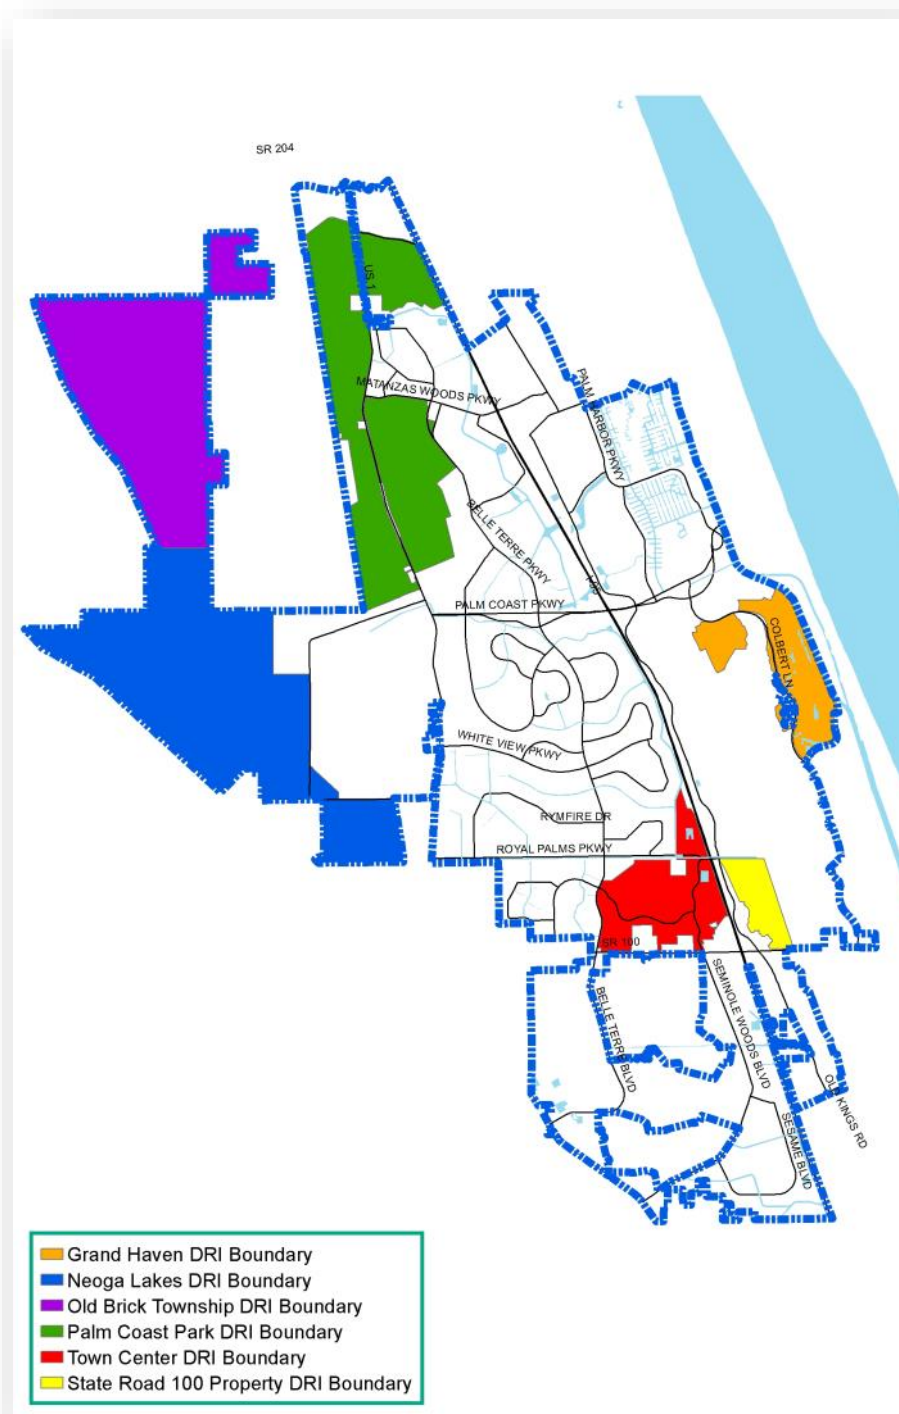 SR 204
US 1
MATANZAS WOODS PKWY
PALM HARBOR PKWY
BELLE TERRE PKWY
I-95
PALM COAST PKWY
COLBERT LN
WHITE VIEW PKWY
RYMFIRE DR
ROYAL PALMS PKWY
SR 100
SEMINOLE WOODS BLVD
BELLE TERRE BLVD
OLD KINGS RD
SESAME BLVD
Grand Haven DRI Boundary
Neoga Lakes DRI Boundary
Old Brick Township DRI Boundary
Palm Coast Park DRI Boundary
Town Center DRI Boundary
State Road 100 Property DRI Boundary